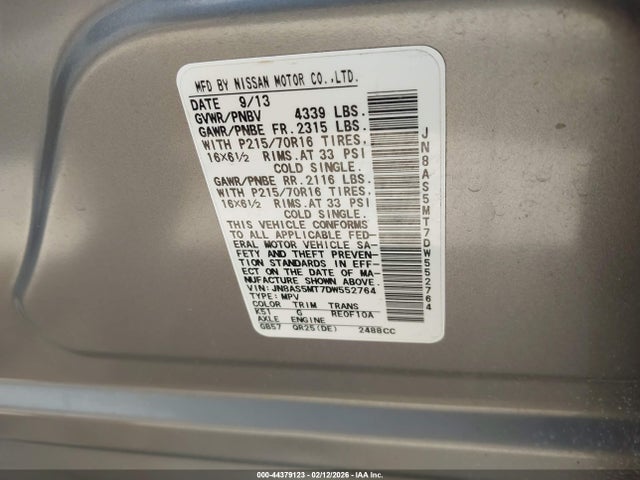 MFD BY NISSAN MOTOR CO.,LTD.
DATE 9/13
GVWR/PNBV 4339 LBS.
GAWR/PNBE FR. 2315 LBS.
WITH P215/70R16 TIRES,
16X6½ RIMS. AT 33 PSI
COLD SINGLE.
GAWR/PNBE RR. 2116 LBS.
WITH P215/70R16 TIRES,
16X6½ RIMS. AT 33 PSI
COLD SINGLE.
THIS VEHICLE CONFORMS
TO ALL APPLICABLE FED-
ERAL MOTOR VEHICLE SA-
FETY AND THEFT PREVEN-
TION STANDARDS IN EFF-
ECT ON THE DATE OF MA-
NUFACTURE SHOWN ABOVE.
VIN: JN8AS5MT7DW552764
TYPE: MPV
COLOR TRIM TRANS
K51 G RE0F10A
AXLE ENGINE
GB57 QR25(DE) 2488CC
JN8AS5MT7DW552764
000-44379123 - 02/12/2026 - IAA Inc.